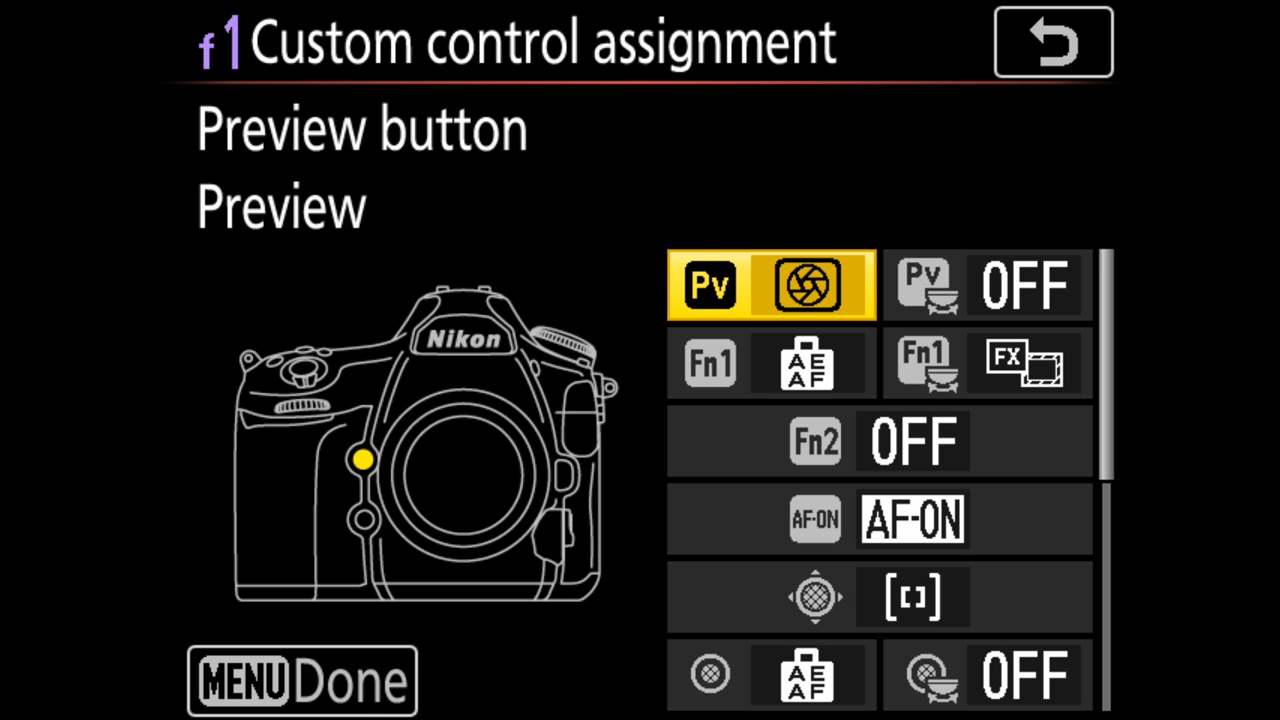 f1 Custom control assignment
Preview button
Preview
Nikon
Pv Pv OFF
Fn1 AE AF Fn1 FX
Fn2 OFF
AF-ON AF-ON
AE AF OFF
MENU Done